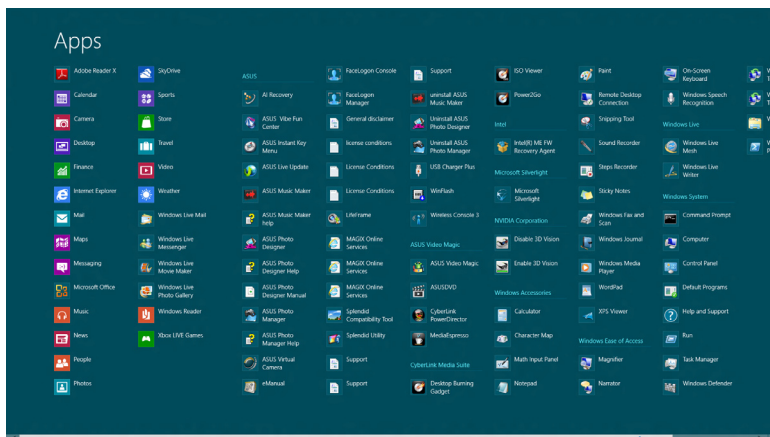 Apps
Adobe Reader X
Calendar
Camera
Desktop
Finance
Internet Explorer
Mail
Maps
Messaging
Microsoft Office
Music
News
People
Photos
SkyDrive
Sports
Store
Travel
Video
Weather
Windows Live Mail
Windows Live
Messenger
Windows Live
Movie Maker
Windows Live
Photo Gallery
Windows Reader
Xbox LIVE Games
ASUS
AI Recovery
ASUS Vibe Fun
Center
ASUS Instant Key
Menu
ASUS Live Update
ASUS Music Maker
ASUS Music Maker
help
ASUS Photo
Designer
ASUS Photo
Designer Help
ASUS Photo
Designer Manual
ASUS Photo
Manager
ASUS Photo
Manager Help
ASUS Virtual
Camera
eManual
FaceLogon Console
FaceLogon
Manager
General disclaimer
license conditions
License Conditions
License Conditions
LifeFrame
MAGIX Online
Services
MAGIX Online
Services
MAGIX Online
Services
Splendid
Compatibility Tool
Splendid Utility
Support
Support
Support
uninstall ASUS
Music Maker
Uninstall ASUS
Photo Designer
Uninstall ASUS
Photo Manager
USB Charger Plus
WinFlash
Wireless Console 3
ASUS Video Magic
ASUS Video Magic
ASUSDVD
CyberLink
PowerDirector
MediaEspresso
CyberLink Media Suite
Desktop Burning
Gadget
ISO Viewer
Power2Go
Intel
Intel(R) ME FW
Recovery Agent
Microsoft Silverlight
Microsoft
Silverlight
NVIDIA Corporation
Disable 3D Vision
Enable 3D Vision
Windows Accessories
Calculator
Character Map
Math Input Panel
Notepad
Paint
Remote Desktop
Connection
Snipping Tool
Sound Recorder
Steps Recorder
Sticky Notes
Windows Fax and
Scan
Windows Journal
Windows Media
Player
WordPad
XPS Viewer
Windows Ease of Access
Magnifier
Narrator
On-Screen
Keyboard
Windows Speech
Recognition
Windows Live
Windows Live
Mesh
Windows Live
Writer
Windows System
Command Prompt
Computer
Control Panel
Default Programs
Help and Support
Run
Task Manager
Windows Defender